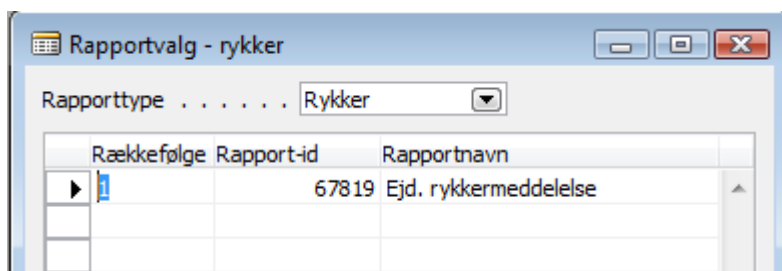 Rapportvalg - rykker
Rapporttype . . . . . . Rykker
Rækkefølge Rapport-id Rapportnavn
1 67819 Ejd. rykkermeddelelse